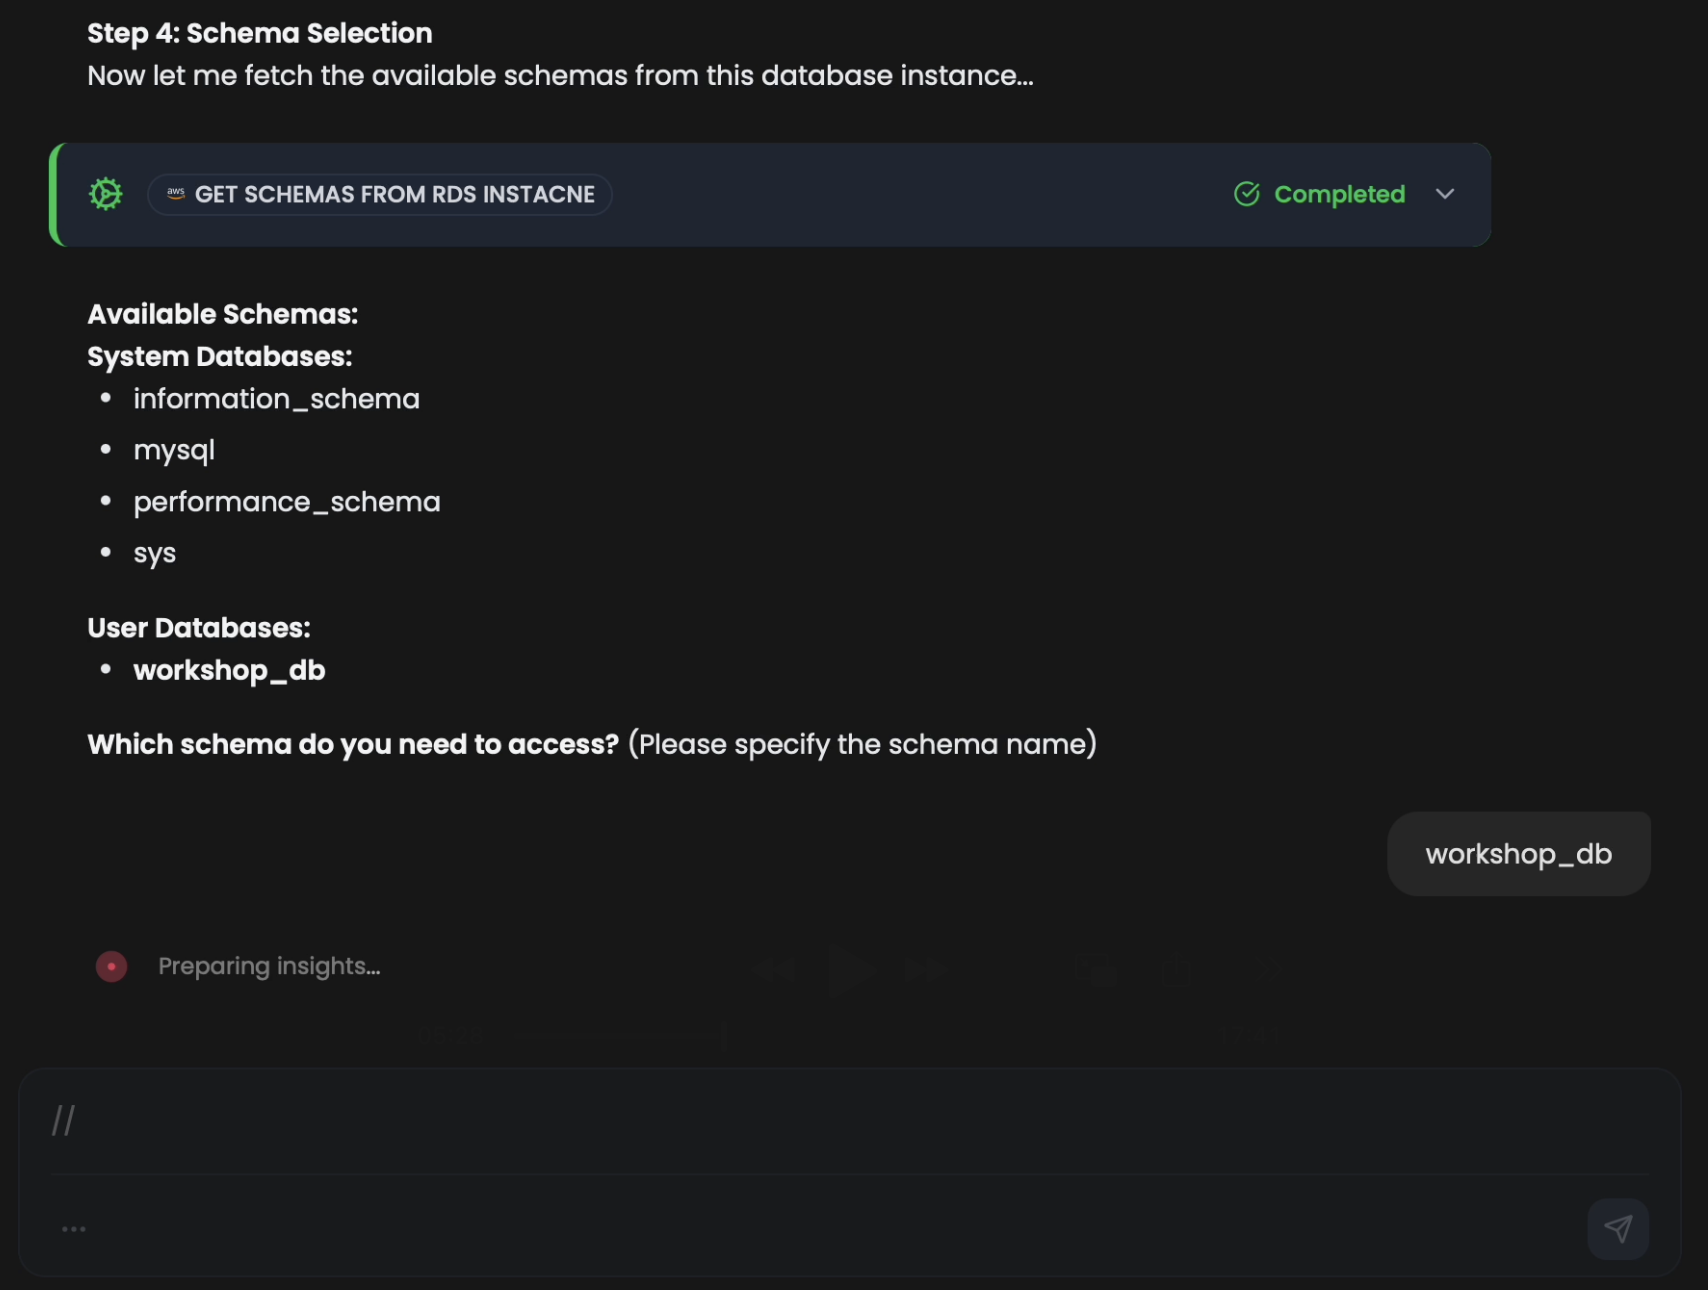 Step 4: Schema Selection
Now let me fetch the available schemas from this database instance...
aws GET SCHEMAS FROM RDS INSTACNE
Completed
Available Schemas:
System Databases:
• information_schema
• mysql
• performance_schema
• sys
User Databases:
• workshop_db
Which schema do you need to access? (Please specify the schema name)
workshop_db
Preparing insights...
//
...